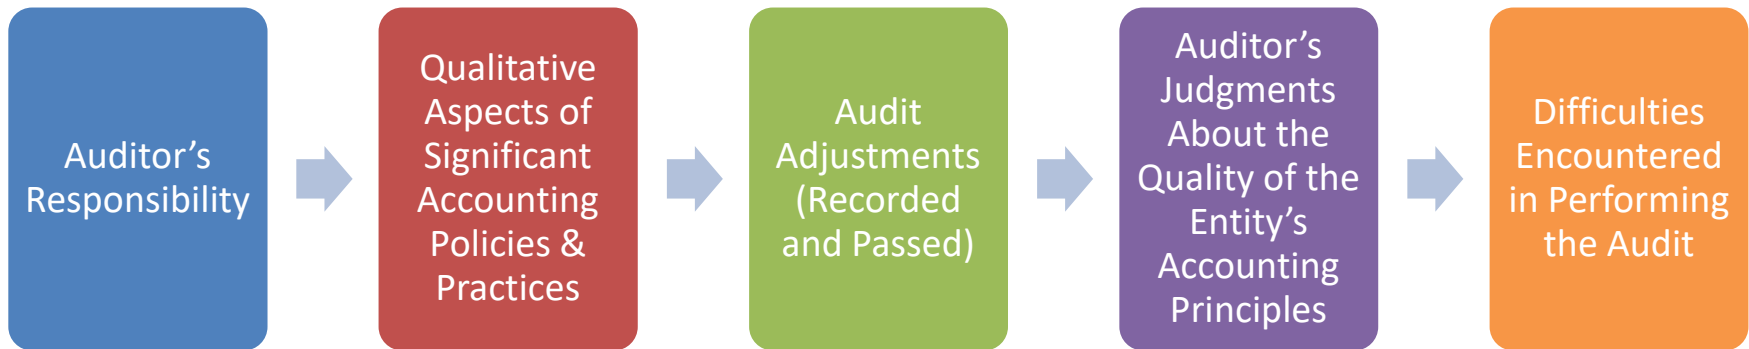 Auditor’s
Responsibility
Qualitative
Aspects of
Significant
Accounting
Policies &
Practices
Audit
Adjustments
(Recorded
and Passed)
Auditor’s
Judgments
About the
Quality of the
Entity’s
Accounting
Principles
Difficulties
Encountered
in Performing
the Audit